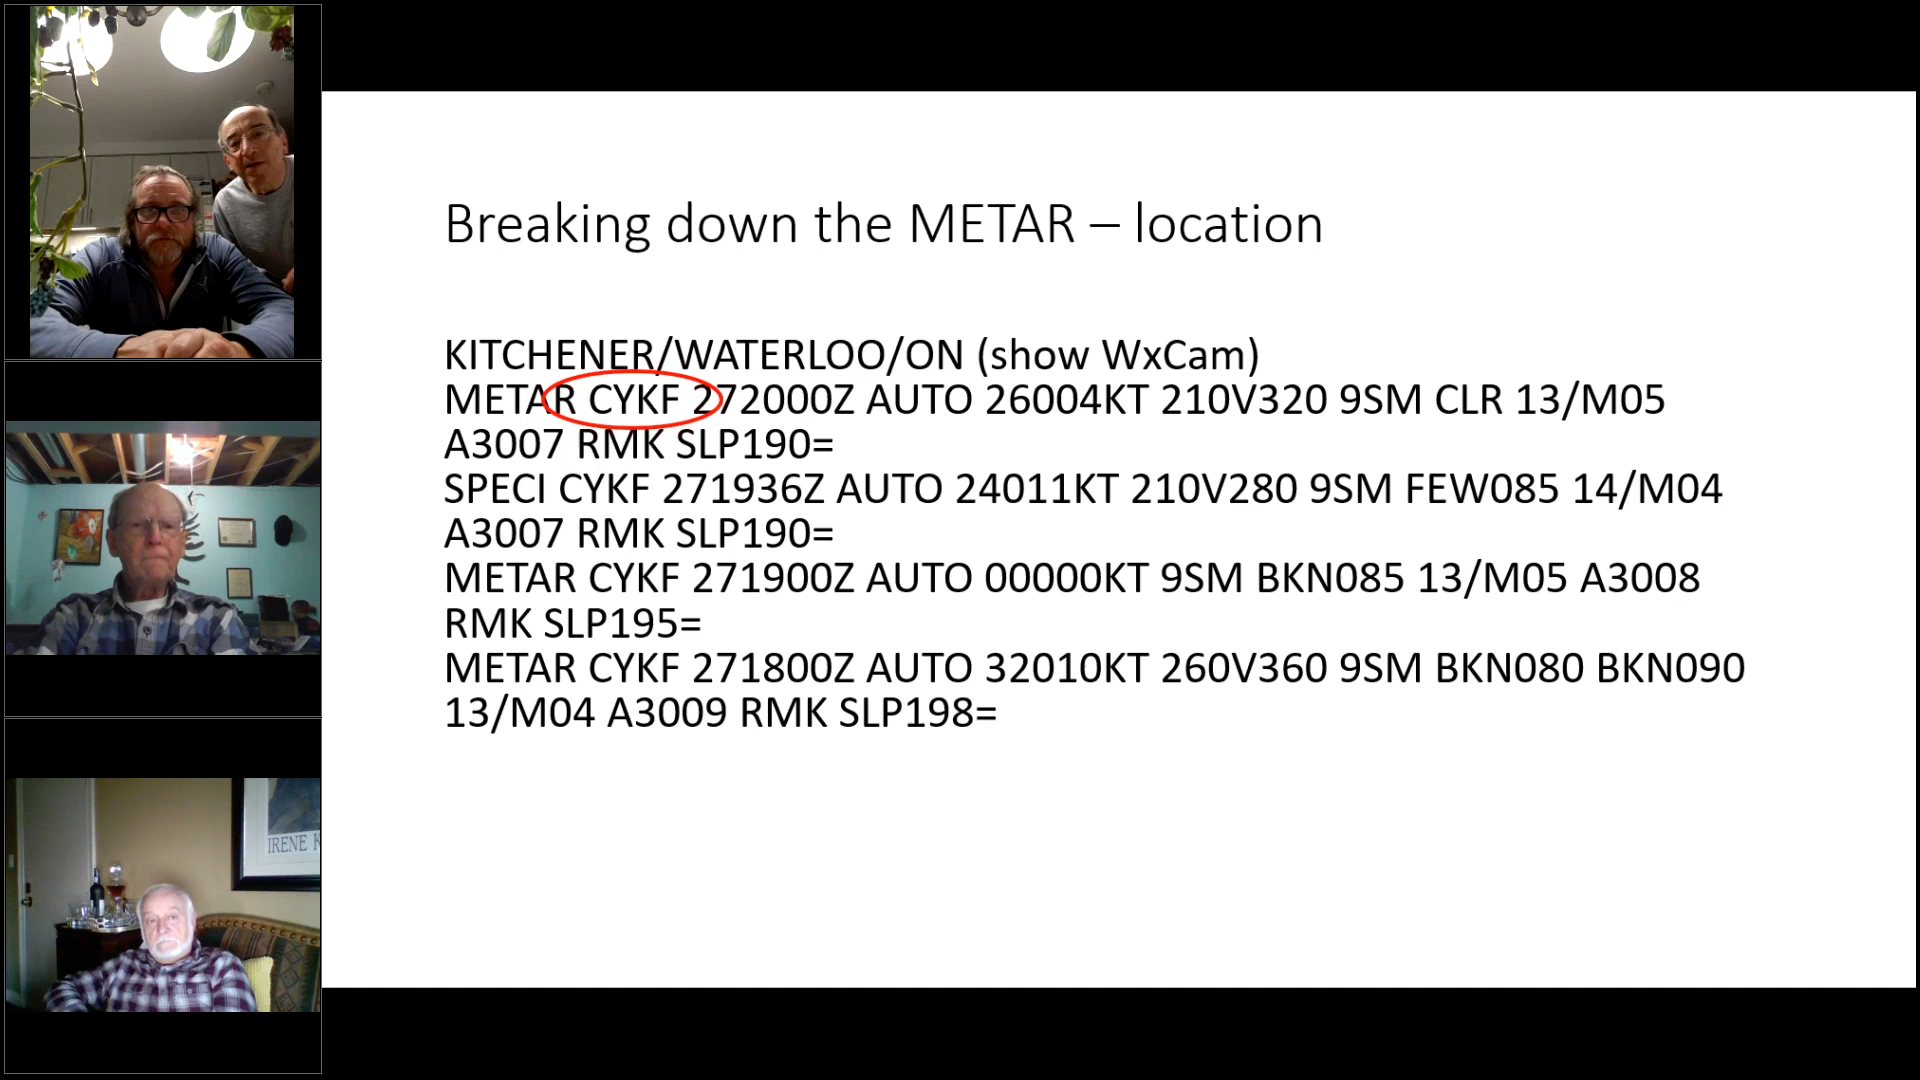 Breaking down the METAR – location
KITCHENER/WATERLOO/ON (show WxCam)
METAR CYKF 272000Z AUTO 26004KT 210V320 9SM CLR 13/M05
A3007 RMK SLP190=
SPECI CYKF 271936Z AUTO 24011KT 210V280 9SM FEW085 14/M04
A3007 RMK SLP190=
METAR CYKF 271900Z AUTO 00000KT 9SM BKN085 13/M05 A3008
RMK SLP195=
METAR CYKF 271800Z AUTO 32010KT 260V360 9SM BKN080 BKN090
13/M04 A3009 RMK SLP198=
IRENE K